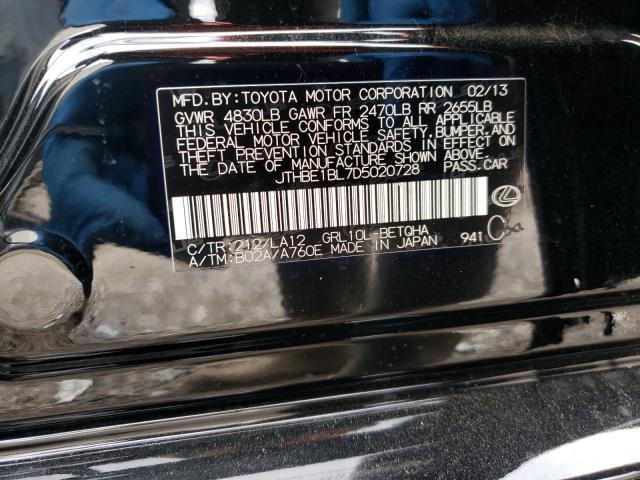 MFD. BY: TOYOTA MOTOR CORPORATION 02/13
GVWR 4830LB GAWR FR 2470LB RR 2655LB
THIS VEHICLE CONFORMS TO ALL APPLICABLE
FEDERAL MOTOR VEHICLE SAFETY, BUMPER, AND
THEFT PREVENTION STANDARDS IN EFFECT ON
THE DATE OF MANUFACTURE SHOWN ABOVE.
JTHBE1BL7D5020728 PASS. CAR
C/TR: 212/LA12 GRL10L-BETQHA
A/TM: B02A/A760E MADE IN JAPAN 941